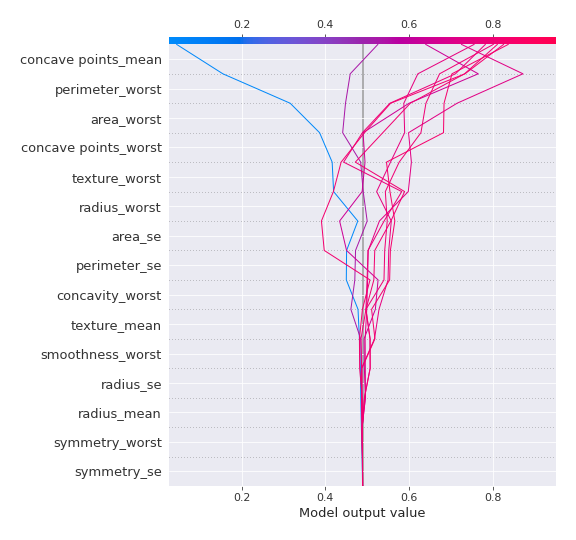 0.2 0.4 0.6 0.8
concave points_mean
perimeter_worst
area_worst
concave points_worst
texture_worst
radius_worst
area_se
perimeter_se
concavity_worst
texture_mean
smoothness_worst
radius_se
radius_mean
symmetry_worst
symmetry_se
0.2 0.4 0.6 0.8
Model output value